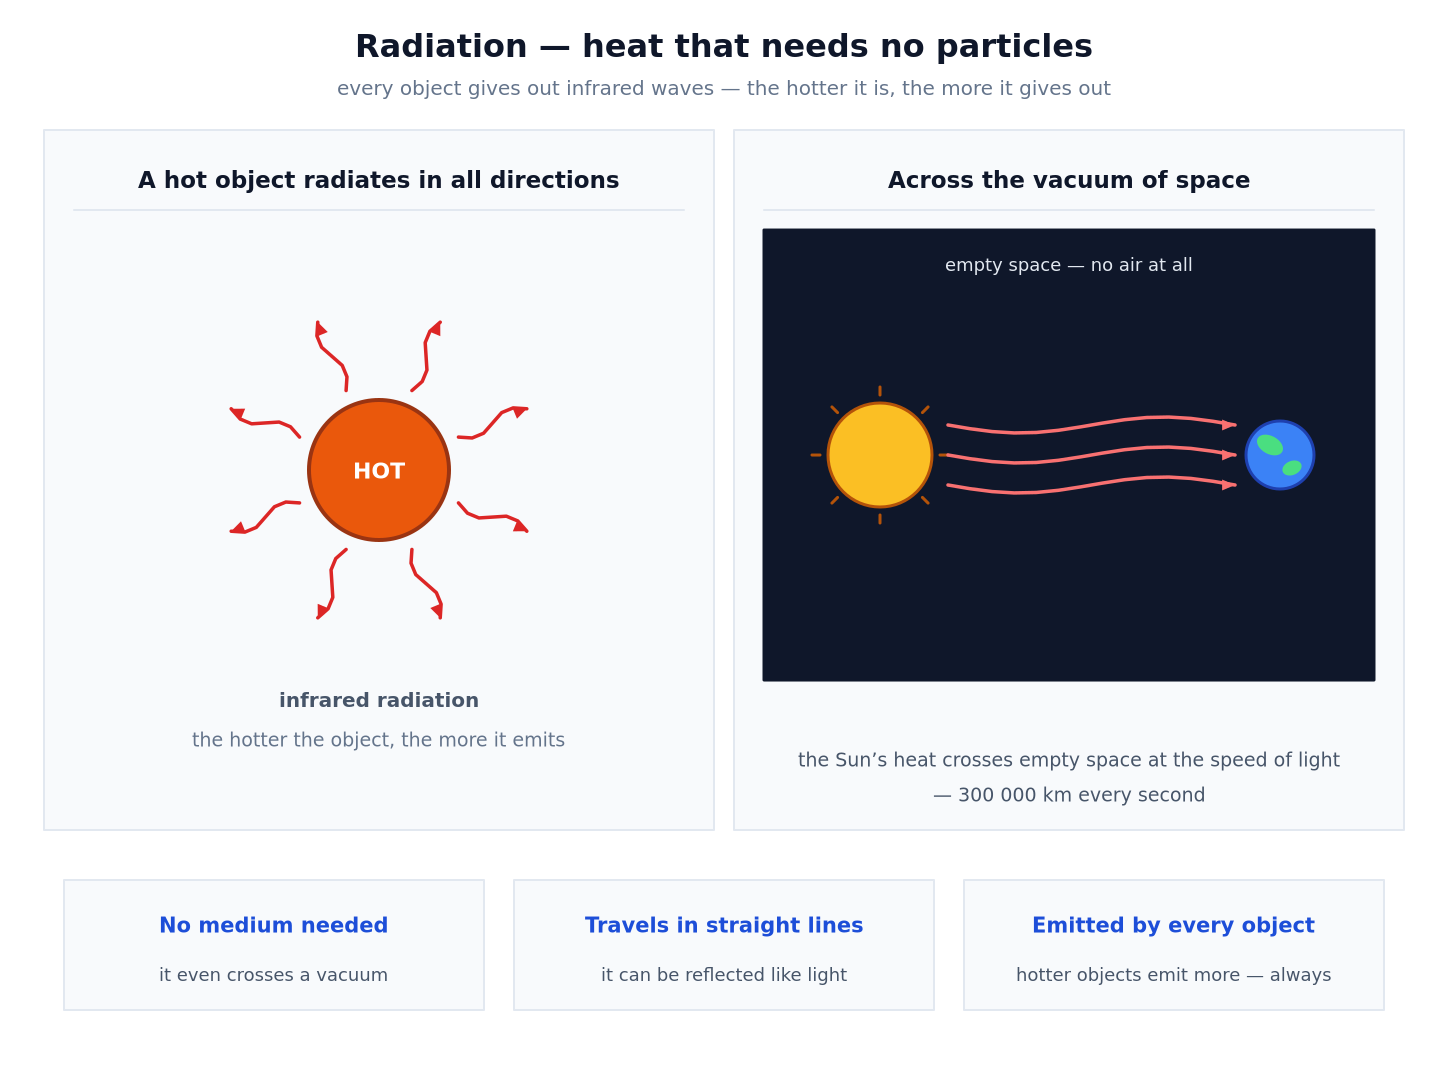 Radiation — heat that needs no particles
every object gives out infrared waves — the hotter it is, the more it gives out
A hot object radiates in all directions
HOT
infrared radiation
the hotter the object, the more it emits
Across the vacuum of space
empty space — no air at all
the Sun’s heat crosses empty space at the speed of light
— 300 000 km every second
No medium needed
it even crosses a vacuum
Travels in straight lines
it can be reflected like light
Emitted by every object
hotter objects emit more — always